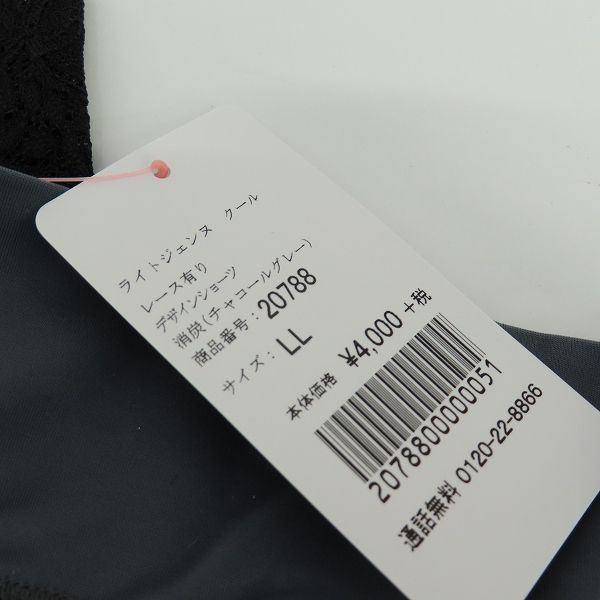 ライトジェンヌ クール
レース有り
デザインショーツ
消炭(チャコールグレー)
商品番号：20788
サイズ： LL
本体価格 ¥4,000 +税
2078800000051
通話無料 0120-22-8866